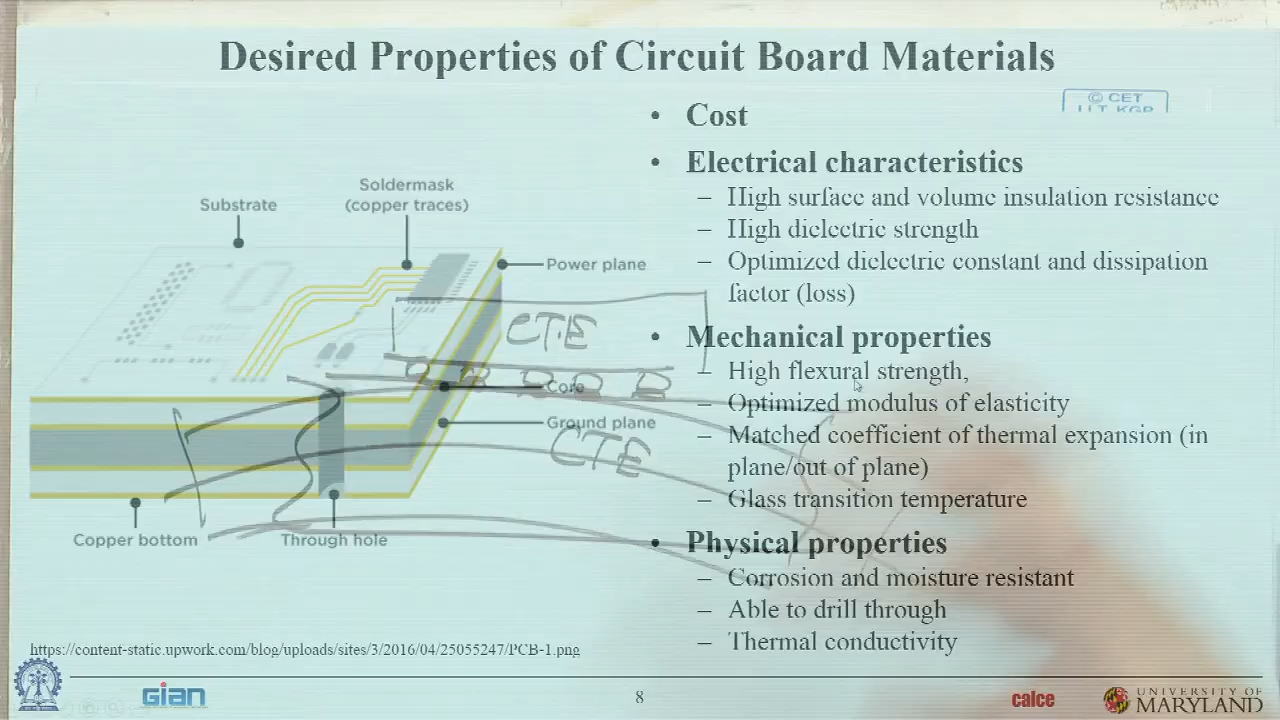 Desired Properties of Circuit Board Materials
© CET
I.I.T. KGP
• Cost
• Electrical characteristics
– High surface and volume insulation resistance
– High dielectric strength
– Optimized dielectric constant and dissipation
factor (loss)
• Mechanical properties
– High flexural strength,
– Optimized modulus of elasticity
– Matched coefficient of thermal expansion (in
plane/out of plane)
– Glass transition temperature
• Physical properties
– Corrosion and moisture resistant
– Able to drill through
– Thermal conductivity
Substrate
Soldermask
(copper traces)
Power plane
CTE
Core
Ground plane
CTE
Copper bottom
Through hole
https://content-static.upwork.com/blog/uploads/sites/3/2016/04/25055247/PCB-1.png
gian
8
calce
UNIVERSITY OF
MARYLAND